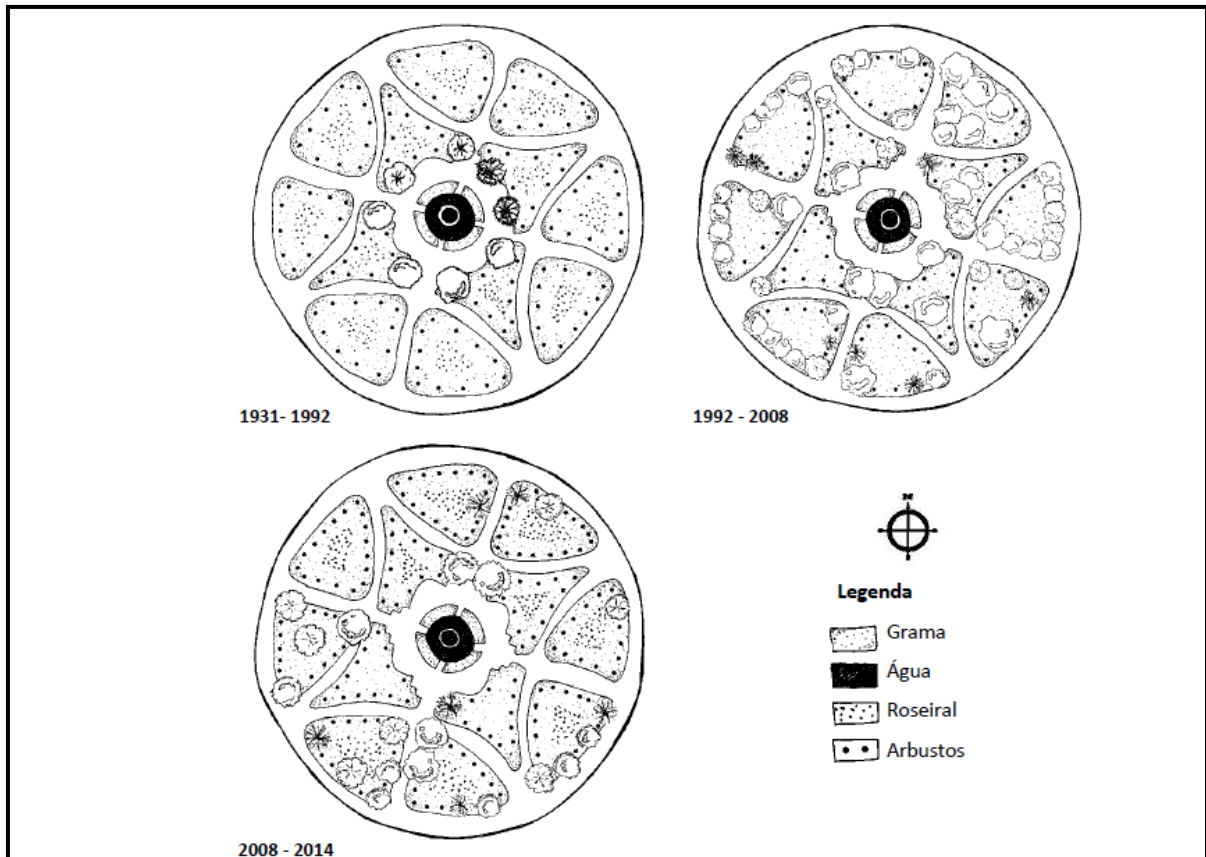 1931- 1992
1992 - 2008
2008 - 2014
Legenda
Grama
Água
Roseiral
Arbustos